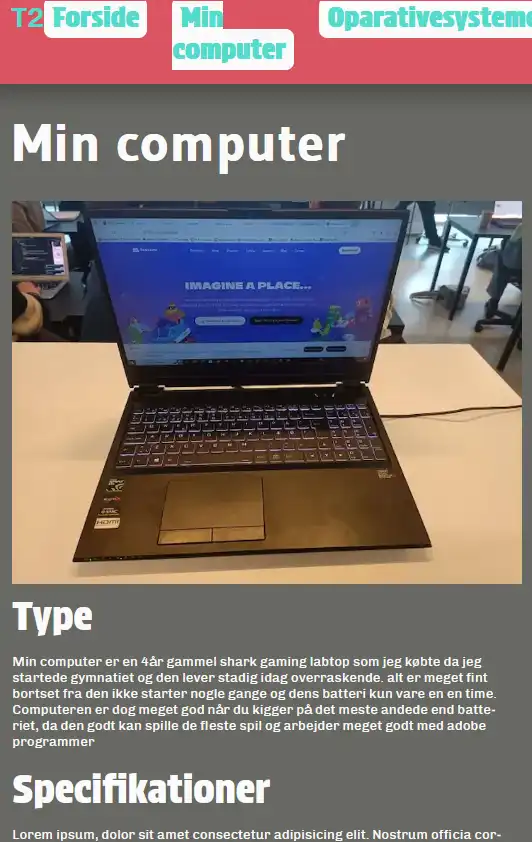 T2 Forside Min Oparativsysteme
computer
Min computer
IMAGINE A PLACE...
HDMI
Type
Min computer er en 4år gammel shark gaming labtop som jeg købte da jeg
startede gymnatiet og den lever stadig idag overraskende. alt er meget fint
bortset fra den ikke starter nogle gange og dens batteri kun vare en en time.
Computeren er dog meget god når du kigger på det meste andede end batte-
riet, da den godt kan spille de fleste spil og arbejder meget godt med adobe
programmer
Specifikationer
Lorem ipsum, dolor sit amet consectetur adipisicing elit. Nostrum officia cor-